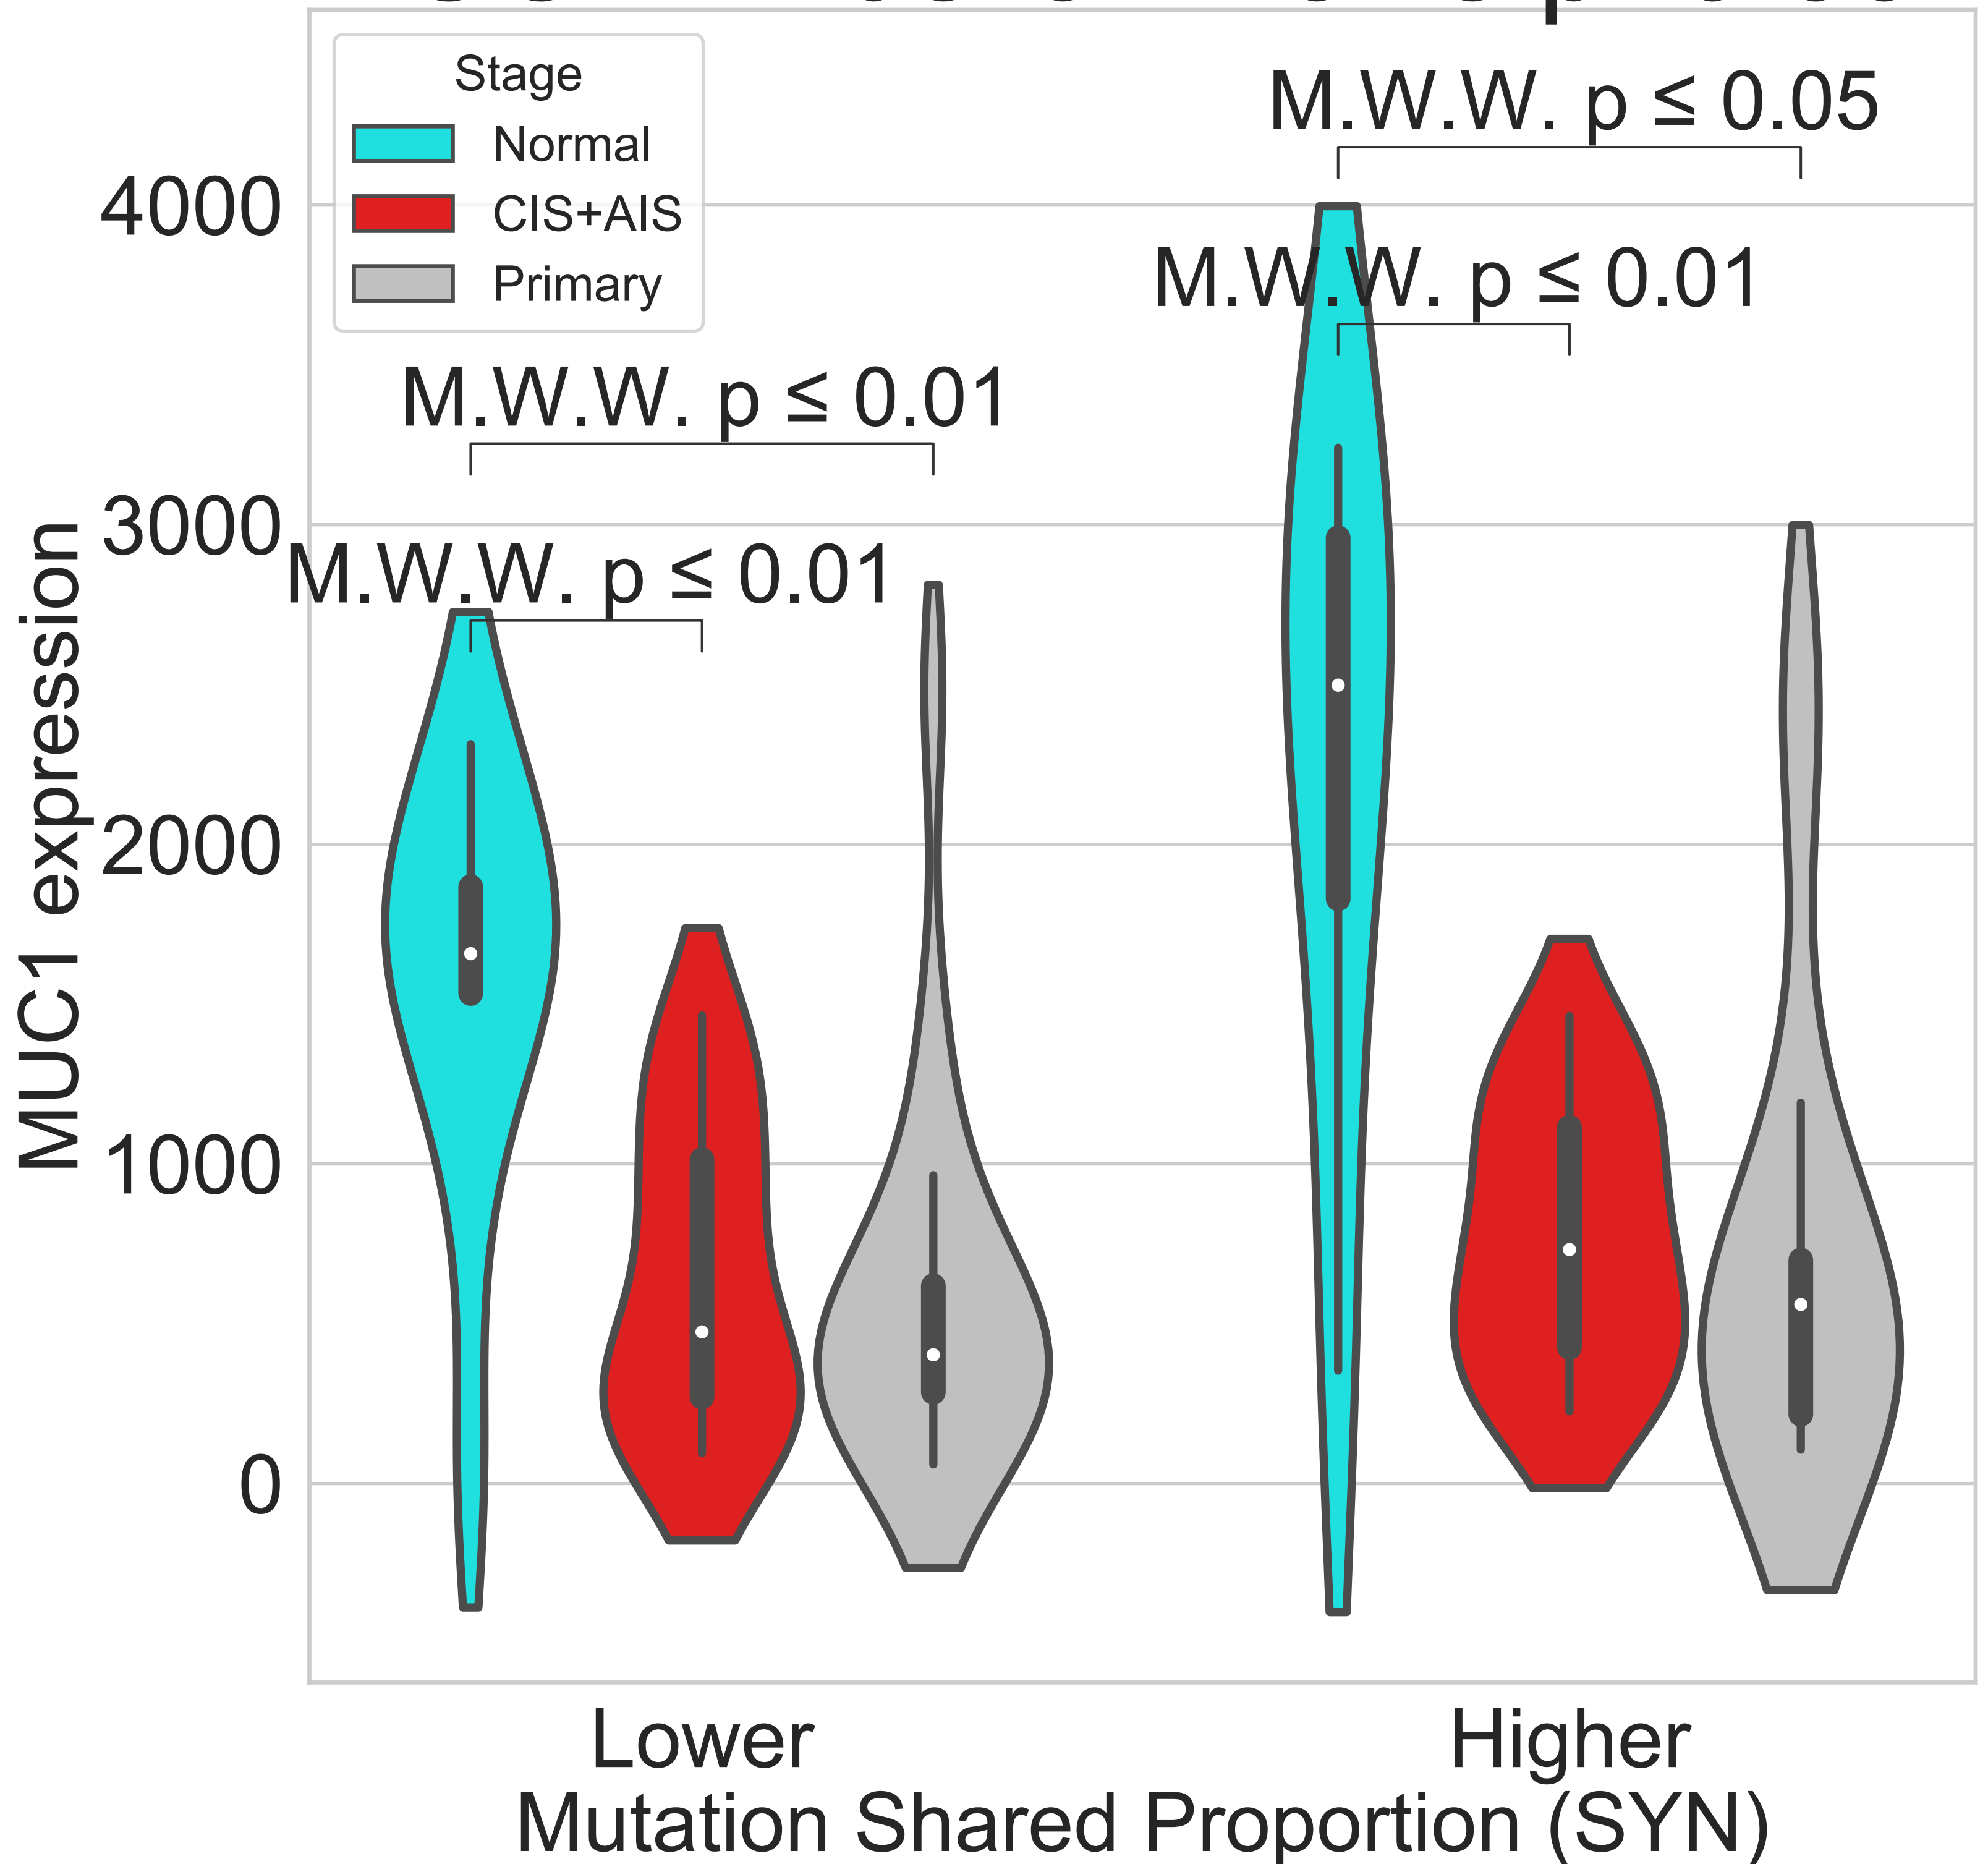 Stage
Normal
CIS+AIS
Primary
M.W.W. p ≤ 0.05
M.W.W. p ≤ 0.01
M.W.W. p ≤ 0.01
M.W.W. p ≤ 0.01
4000
3000
2000
1000
0
MUC1 expression
Lower
Higher
Mutation Shared Proportion (SYN)